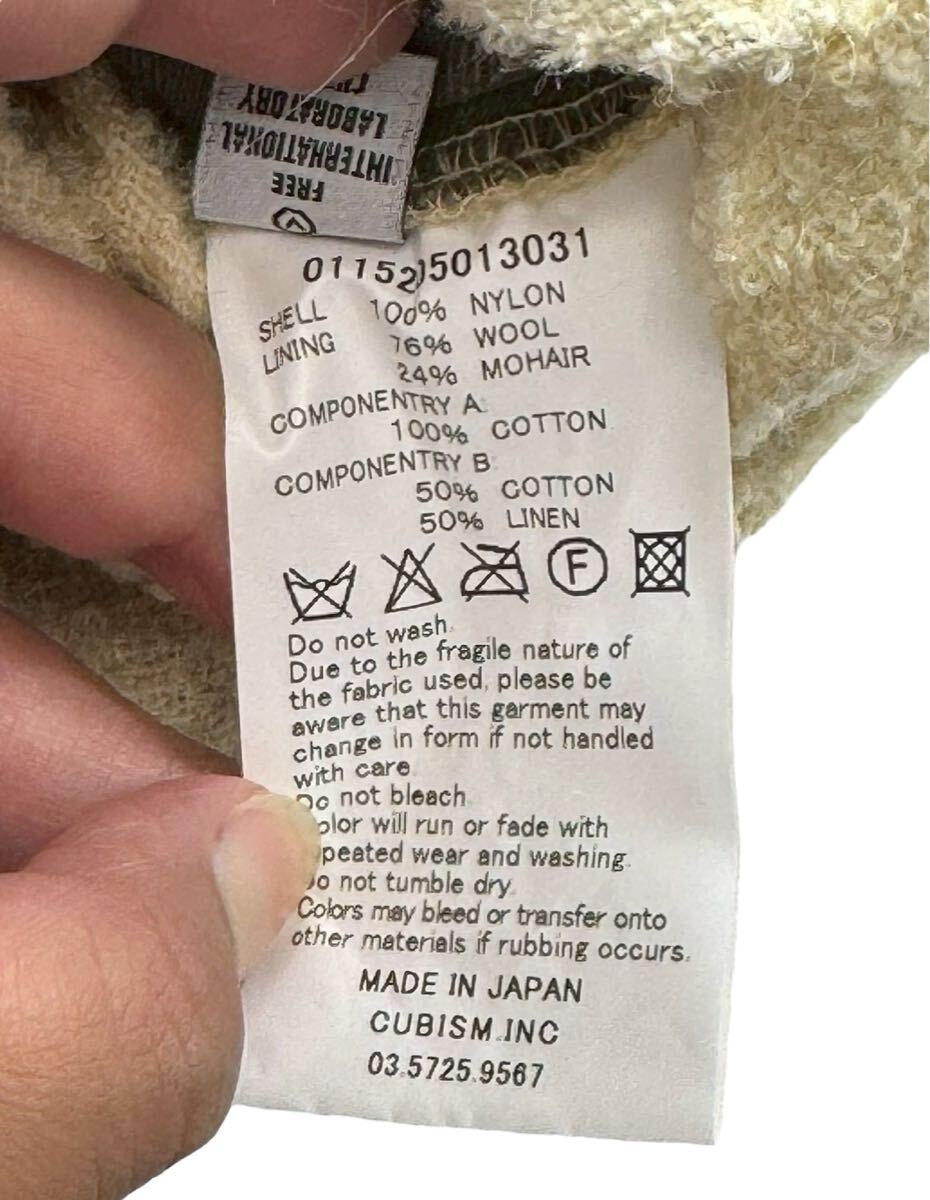 LABORATORY
INTERNATIONAL
FREE
0115205013031
SHELL 100% NYLON
LINING 76% WOOL
24% MOHAIR
COMPONENTRY A
100% COTTON
COMPONENTRY B
50% COTTON
50% LINEN
F
Do not wash.
Due to the fragile nature of
the fabric used, please be
aware that this garment may
change in form if not handled
with care.
Do not bleach.
olor will run or fade with
peated wear and washing.
Do not tumble dry.
Colors may bleed or transfer onto
other materials if rubbing occurs.
MADE IN JAPAN
CUBISM.INC
03.5725.9567